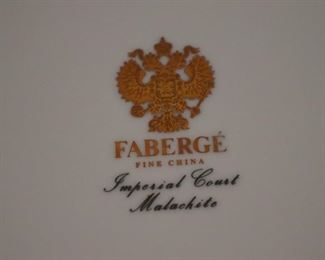 FABERGÉ
FINE CHINA
Imperial Court
Malachite